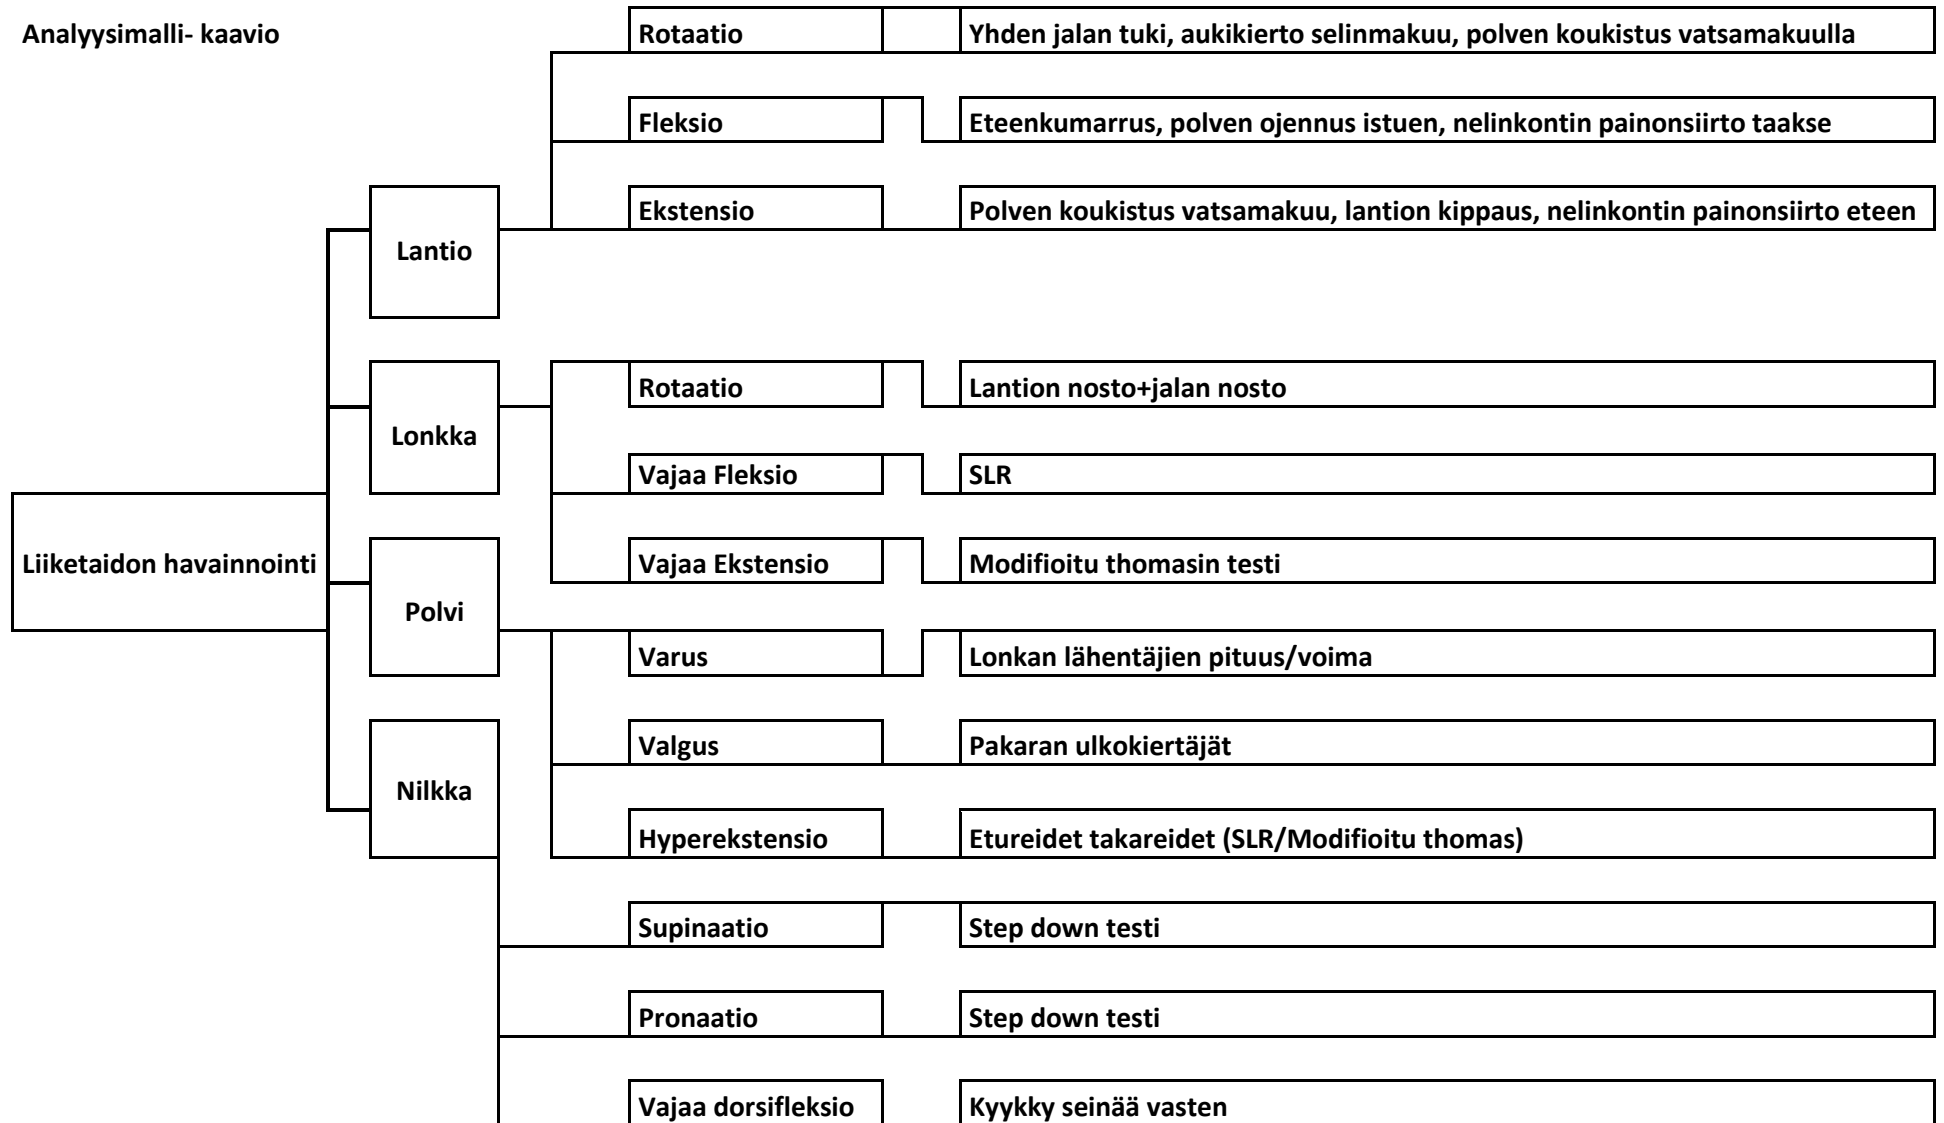 Analyysimalli- kaavio
Rotaatio
Yhden jalan tuki, aukikierto selinmakuu, polven koukistus vatsamakuulla
Fleksio
Eteenkumarrus, polven ojennus istuen, nelinkontin painonsiirto taakse
Ekstensio
Polven koukistus vatsamakuu, lantion kippaus, nelinkontin painonsiirto eteen
Lantio
Rotaatio
Lantion nosto+jalan nosto
Lonkka
Vajaa Fleksio
SLR
Liiketaidon havainnointi
Vajaa Ekstensio
Modifioitu thomasin testi
Polvi
Varus
Lonkan lähentäjien pituus/voima
Valgus
Pakaran ulkokiertäjät
Nilkka
Hyperekstensio
Etureidet takareidet (SLR/Modifioitu thomas)
Supinaatio
Step down testi
Pronaatio
Step down testi
Vajaa dorsifleksio
Kyykky seinää vasten